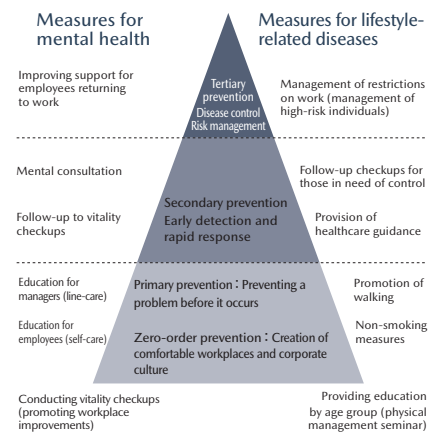 Measures for
mental health
Measures for lifestyle-
related diseases
Improving support for
employees returning
to work
Tertiary
prevention
Disease control
Risk management
Management of restrictions
on work (management of
high-risk individuals)
Mental consultation
Follow-up to vitality
checkups
Secondary prevention
Early detection and
rapid response
Follow-up checkups for
those in need of control
Provision of
healthcare guidance
Education for
managers (line-care)
Education for
employees (self-care)
Primary prevention：Preventing a
problem before it occurs
Zero-order prevention：Creation of
comfortable workplaces and corporate
culture
Promotion of
walking
Non-smoking
measures
Conducting vitality checkups
(promoting workplace
improvements)
Providing education
by age group (physical
management seminar)